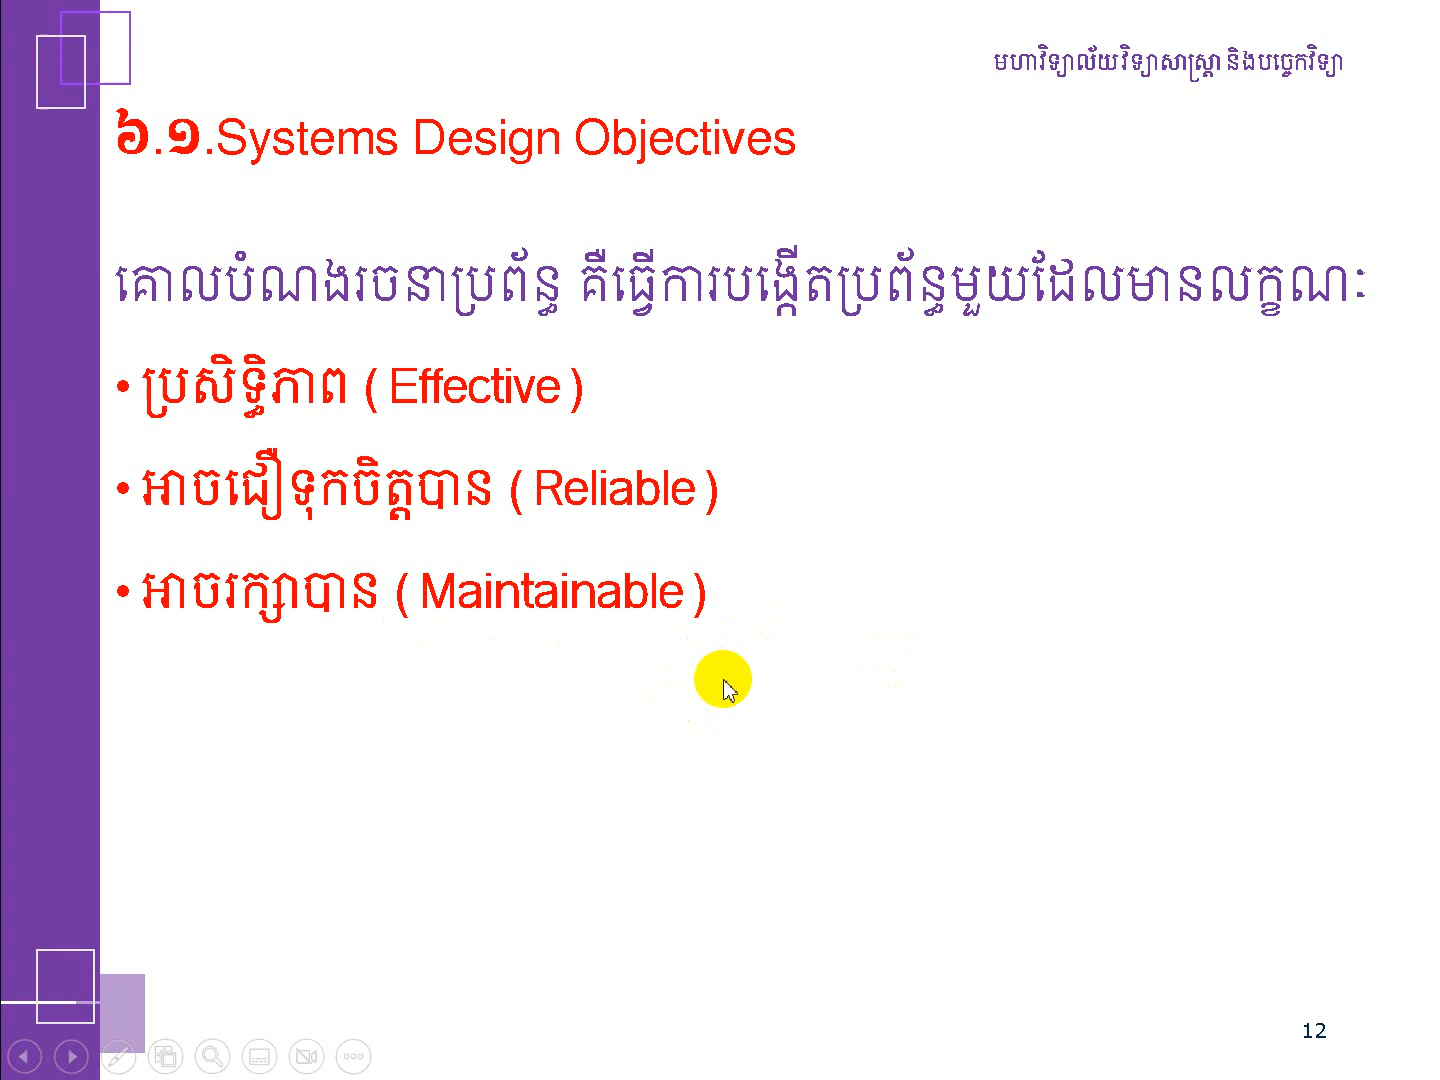 មហាវិទ្យាល័យវិទ្យាសាស្ត្រា និងបច្ចេកវិទ្យា
៦.១.Systems Design Objectives
គោលបំណងរចនាប្រព័ន្ធ គឺធ្វើការបង្កើតប្រព័ន្ធមួយដែលមានលក្ខណៈ
• ប្រសិទ្ធិភាព ( Effective )
• អាចជឿទុកចិត្តបាន ( Reliable )
• អាចរក្សាបាន ( Maintainable )
12